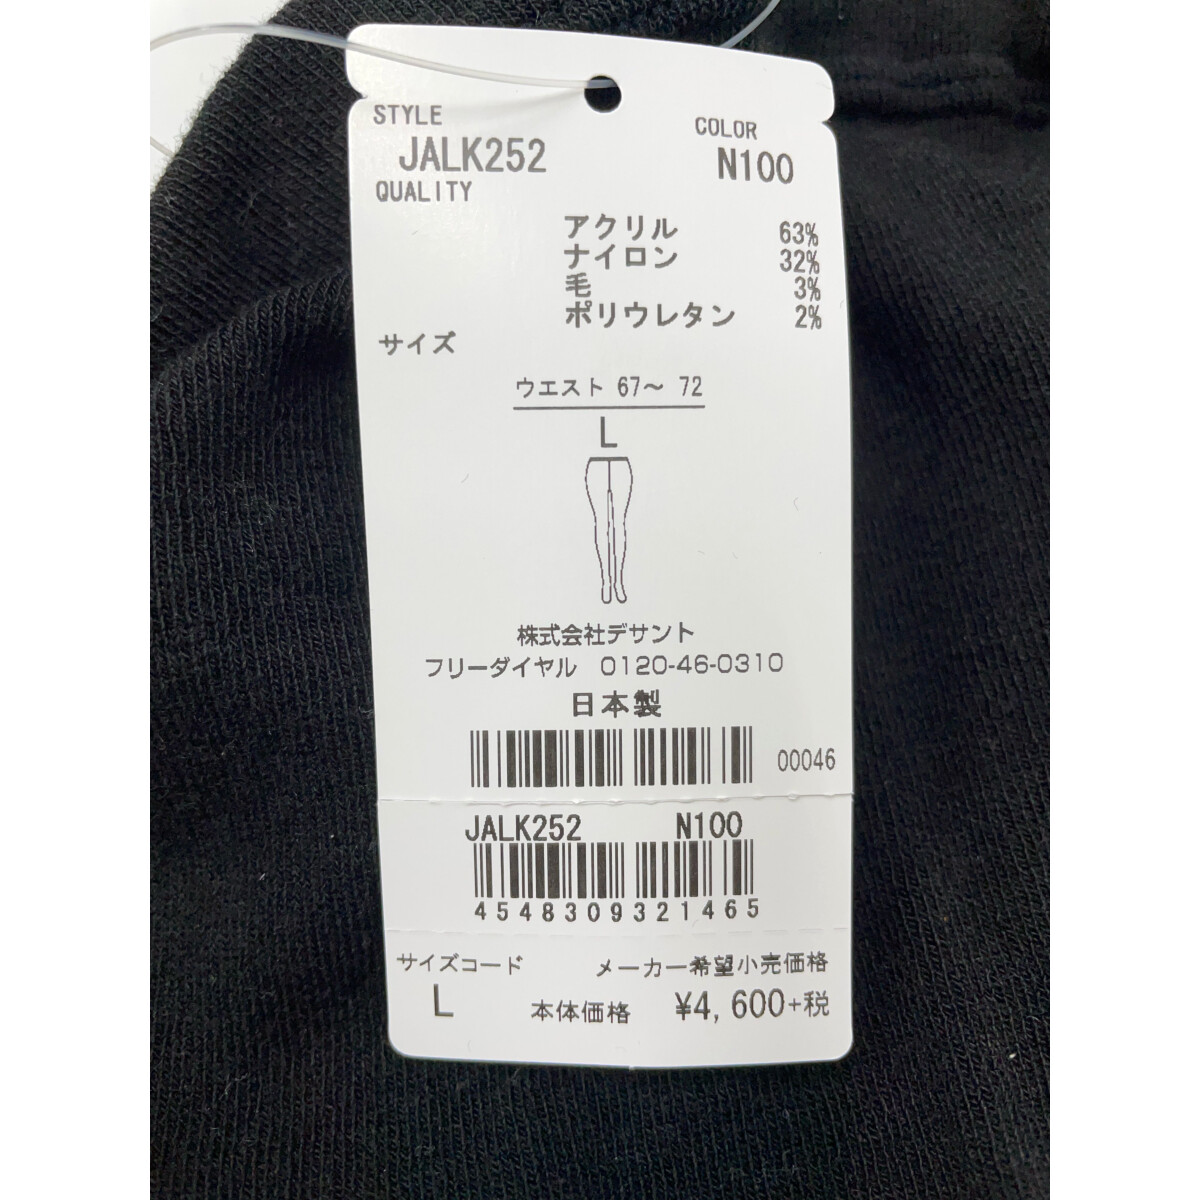 STYLE
JALK252
COLOR
N100
QUALITY
アクリル 63%
ナイロン 32%
毛 3%
ポリウレタン 2%
サイズ
ウエスト 67～ 72
L
株式会社デサント
フリーダイヤル 0120-46-0310
日本製
00046
JALK252 N100
4548309321465
サイズコード メーカー希望小売価格
L 本体価格 ¥4,600+税